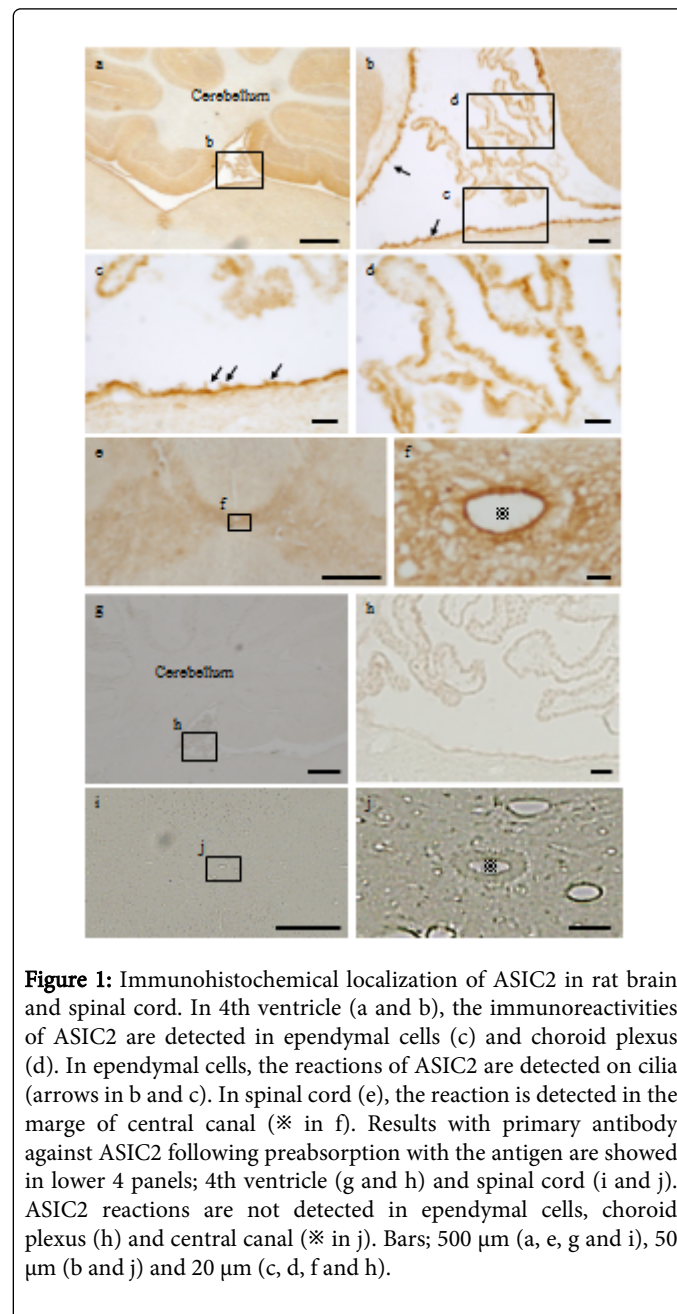 a
b
Cerebellum
d
b
c
c
d
e
f
f
※
g
h
Cerebellum
h
i
j
j
※
Figure 1: Immunohistochemical localization of ASIC2 in rat brain
and spinal cord. In 4th ventricle (a and b), the immunoreactivities
of ASIC2 are detected in ependymal cells (c) and choroid plexus
(d). In ependymal cells, the reactions of ASIC2 are detected on cilia
(arrows in b and c). In spinal cord (e), the reaction is detected in the
marge of central canal (※ in f). Results with primary antibody
against ASIC2 following preabsorption with the antigen are showed
in lower 4 panels; 4th ventricle (g and h) and spinal cord (i and j).
ASIC2 reactions are not detected in ependymal cells, choroid
plexus (h) and central canal (※ in j). Bars; 500 μm (a, e, g and i), 50
μm (b and j) and 20 μm (c, d, f and h).